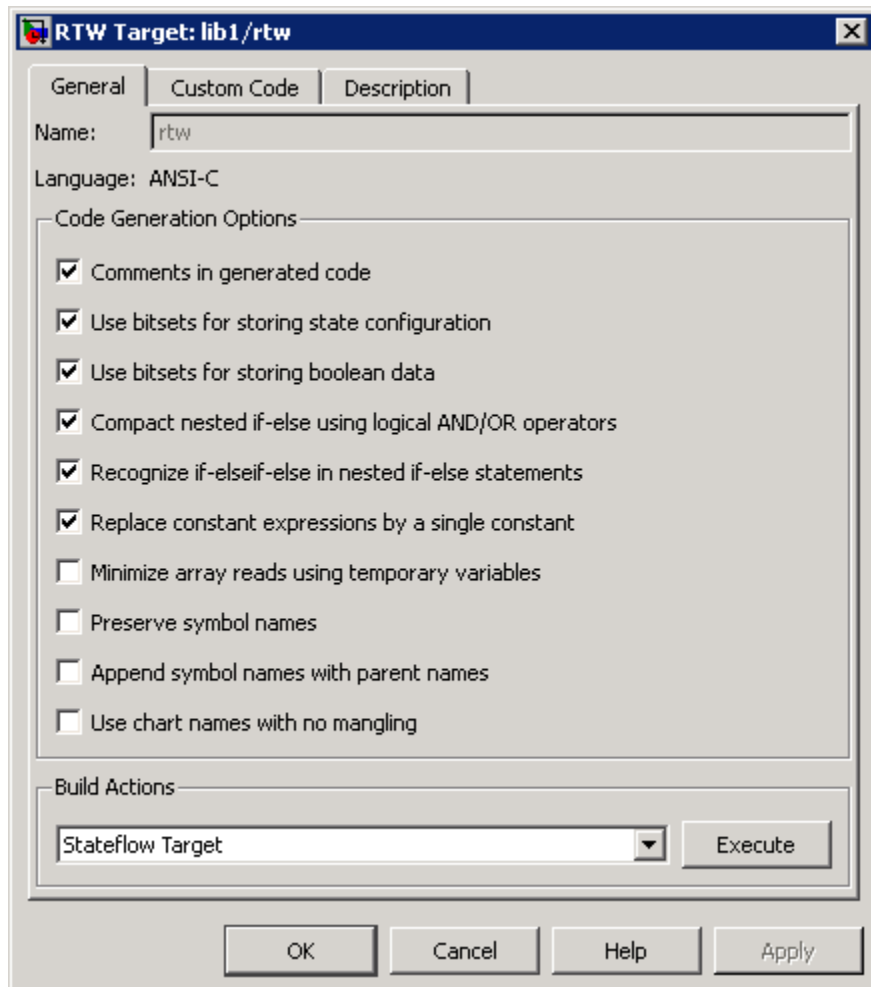 RTW Target: lib1/rtw
General Custom Code Description
Name: rtw
Language: ANSI-C
Code Generation Options
Comments in generated code
Use bitsets for storing state configuration
Use bitsets for storing boolean data
Compact nested if-else using logical AND/OR operators
Recognize if-elseif-else in nested if-else statements
Replace constant expressions by a single constant
Minimize array reads using temporary variables
Preserve symbol names
Append symbol names with parent names
Use chart names with no mangling
Build Actions
Stateflow Target Execute
OK Cancel Help Apply